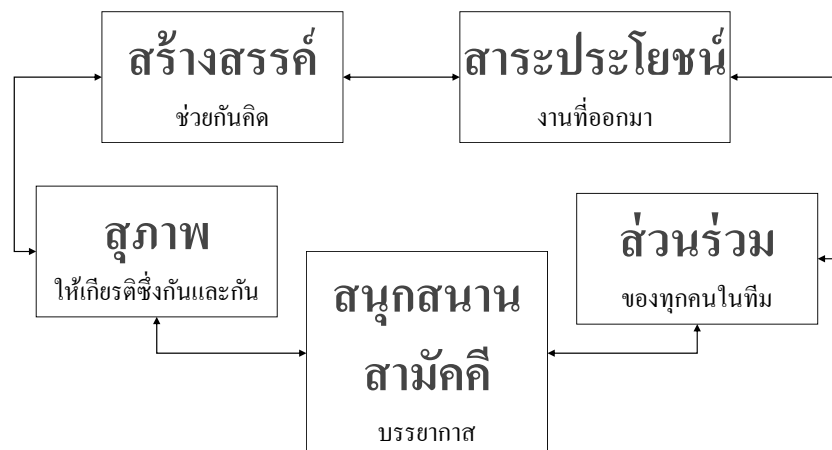 สร้างสรรค์
ช่วยกันคิด
สาระประโยชน์
งานที่ออกมา
สุภาพ
ให้เกียรติซึ่งกันและกัน
สนุกสนาน
สามัคคี
บรรยากาส
ส่วนร่วม
ของทุกคนในทีม